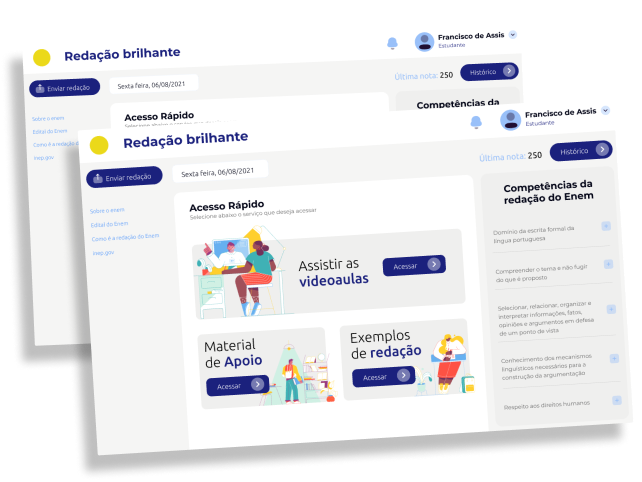 Redação brilhante
Francisco de Assis
Estudante
Enviar redação
Sexta feira, 06/08/2021
Última nota: 250
Histórico
Sobre o enem
Edital do Enem
Como é a redação
inep.gov
Acesso Rápido
Competências da
Redação brilhante
Francisco de Assis
Estudante
Enviar redação
Sexta feira, 06/08/2021
Última nota: 250
Histórico
Sobre o enem
Edital do Enem
Como é a redação do Enem
inep.gov
Acesso Rápido
Selecione abaixo o serviço que deseja acessar
Assistir as
videoaulas
Acessar
Material
de Apoio
Acessar
Exemplos
de redação
Acessar
Competências da
redação do Enem
Domínio da escrita formal da
língua portuguesa
Compreender o tema e não fugir
do que é proposto
Selecionar, relacionar, organizar e
interpretar informações, fatos,
opiniões e argumentos em defesa
de um ponto de vista
Conhecimento dos mecanismos
linguísticos necessários para a
construção da argumentação
Respeito aos direitos humanos